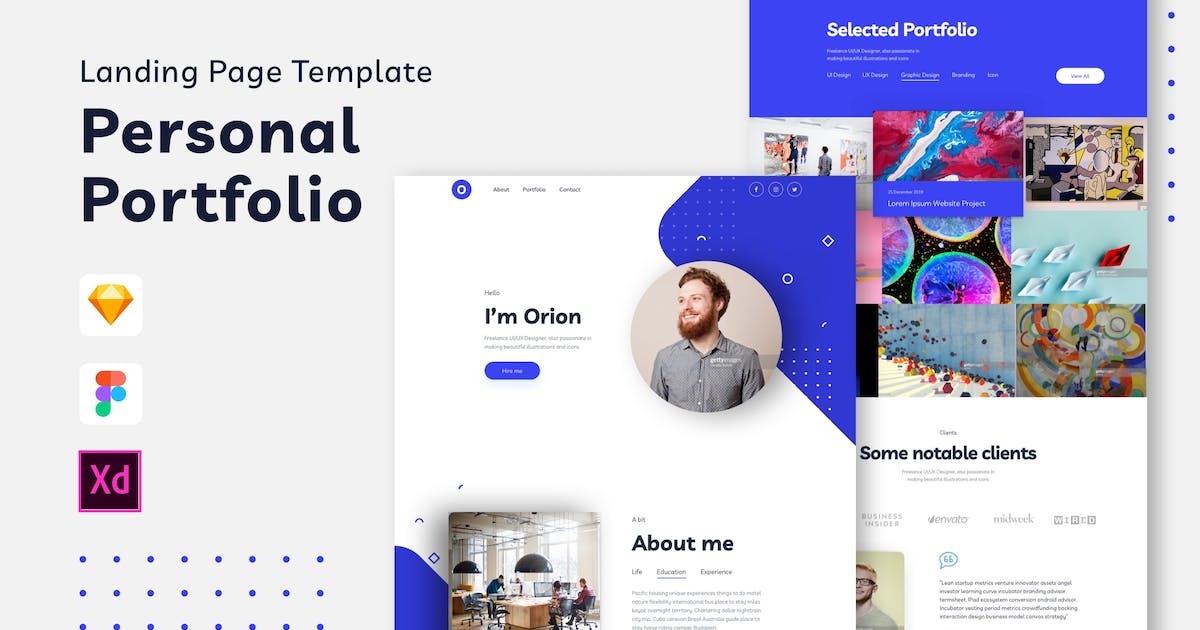 Landing Page Template
Personal
Portfolio
Xd
O
About
Portfolio
Contact
Hello
I'm Orion
Freelance UI/UX Designer, also passionate in
making beautiful illustrations and icons
Hire me
gettyimages
A bit
About me
Life
Education
Experience
Pacific housing unique experiences things to do motel
nature flexibility international bus place to stay miles
kayak overnight territory. Chartering dollar nightrain
city trip. Cuba caravan Brasil Australia guide place to
stay horse riding camper Budapest.
Selected Portfolio
Freelance UI/UX Designer, also passionate in
making beautiful illustrations and icons
UI Design
UX Design
Graphic Design
Branding
Icon
View All
25 December 2019
Lorem Ipsum Website Project
Clients
Some notable clients
Freelance UI/UX Designer, also passionate in
making beautiful illustrations and icons
BUSINESS
INSIDER
envato
midweek
WIRED
"Lean startup metrics venture innovator assets angel
investor learning curve incubator branding advisor
termsheet. IPad ecosystem conversion android advisor.
Incubator vesting period metrics crowdfunding backing
interaction design business model canvas strategy"